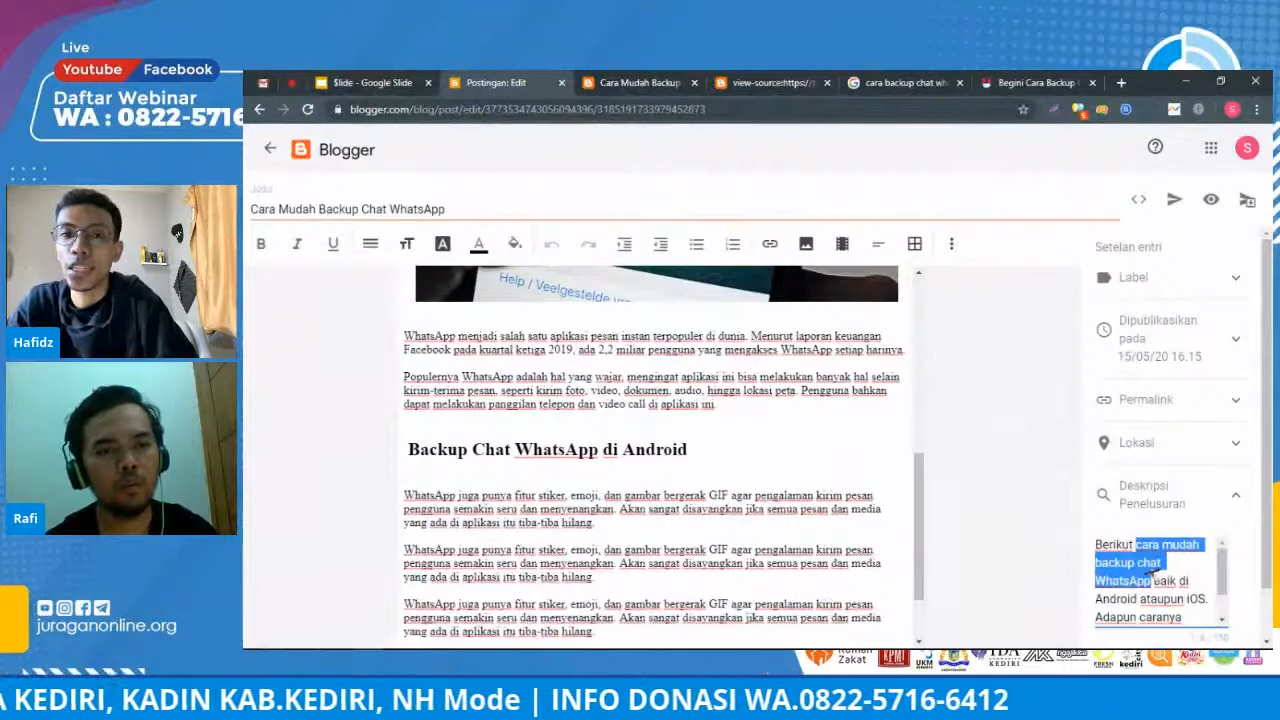 Live
Youtube Facebook
Daftar Webinar
WA : 0822-5716
$lide - Google Slide
Postingan: Edit
Cara Mudah Backup
view-source:https://
cara backup chat wh
Begini Cara Backup
blogger.com/blog/post/edit/3773534743056094396/3185191733979452873
S
Blogger
S
Judul
Cara Mudah Backup Chat WhatsApp
Setelan entri
Help / Veelgestelde
Label
WhatsApp menjadi salah satu aplikasi pesan instan terpopuler di dunia. Menurut laporan keuangan
Facebook pada kuartal ketiga 2019, ada 2,2 miliar pengguna yang mengakses WhatsApp setiap harinya.
Populernya WhatsApp adalah hal yang wajar, mengingat aplikasi ini bisa melakukan banyak hal selain
kirim-terima pesan, seperti kirim foto, video, dokumen, audio, hingga lokasi peta. Pengguna bahkan
dapat melakukan panggilan telepon dan video call di aplikasi ini.
Backup Chat WhatsApp di Android
WhatsApp juga punya fitur stiker, emoji, dan gambar bergerak GIF agar pengalaman kirim pesan
pengguna semakin seru dan menyenangkan. Akan sangat disayangkan jika semua pesan dan media
yang ada di aplikasi itu tiba-tiba hilang.
WhatsApp juga punya fitur stiker, emoji, dan gambar bergerak GIF agar pengalaman kirim pesan
pengguna semakin seru dan menyenangkan. Akan sangat disayangkan jika semua pesan dan media
yang ada di aplikasi itu tiba-tiba hilang.
WhatsApp juga punya fitur stiker, emoji, dan gambar bergerak GIF agar pengalaman kirim pesan
pengguna semakin seru dan menyenangkan. Akan sangat disayangkan jika semua pesan dan media
yang ada di aplikasi itu tiba-tiba hilang.
Dipublikasikan
pada
15/05/20 16.15
Permalink
Lokasi
Deskripsi
Penelusuran
Berikut cara mudah
backup chat
WhatsApp baik di
Android ataupun iOS.
Adapun caranya
Hafidz
Rafi
juraganonline.org
Rumah
Zakat
KPMI
UKM
KEDIRI
FRESH
kediri
A KEDIRI, KADIN KAB.KEDIRI, NH Mode | INFO DONASI WA.0822-5716-6412